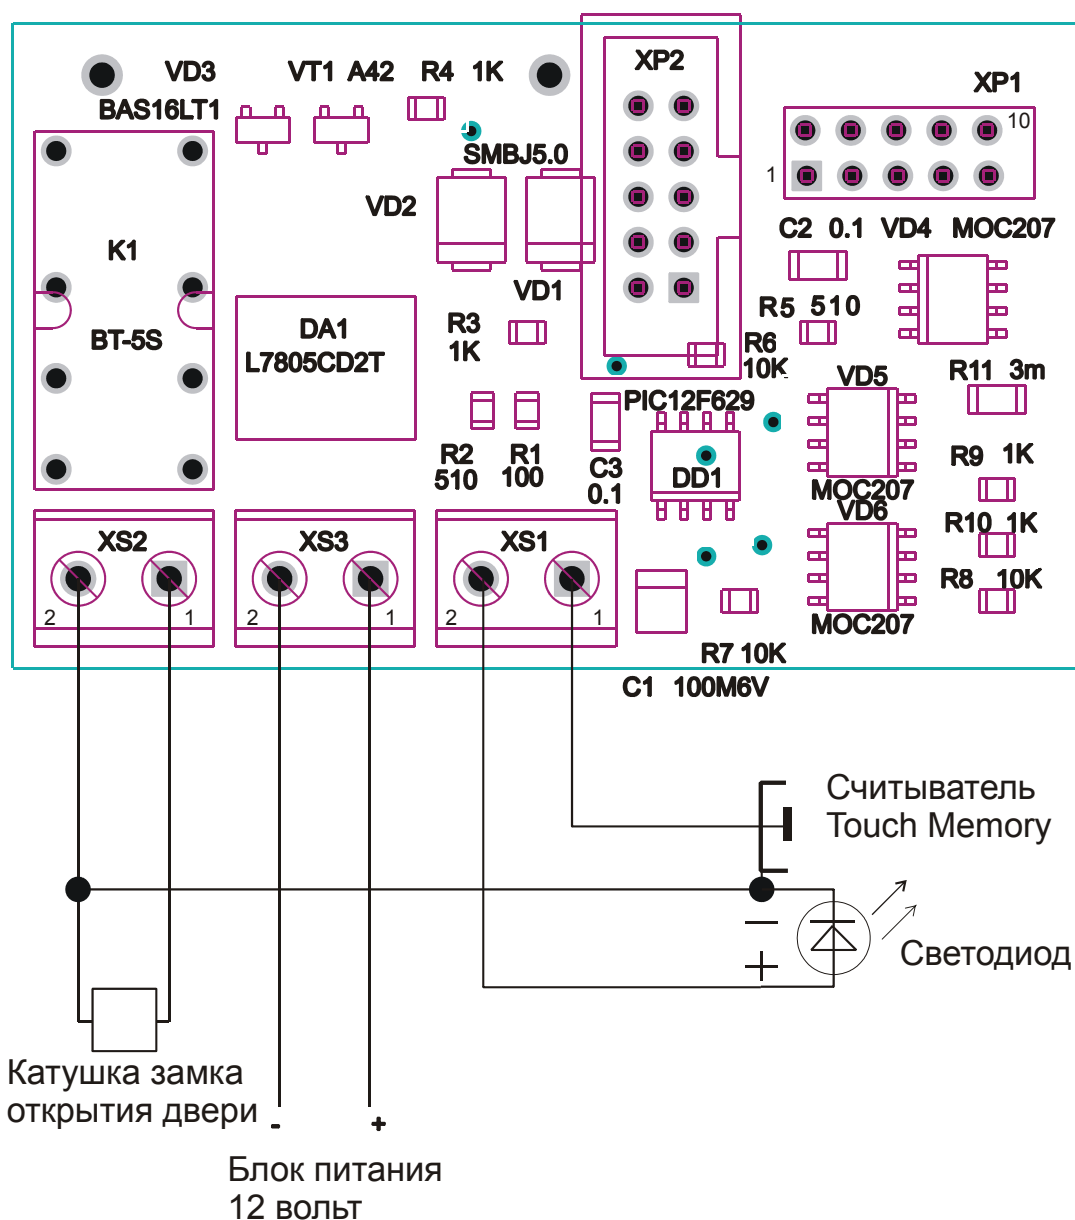 XP2
VD3 VT1 A42 R4 1K
XP1
BAS16LT1
10
SMBJ5.0
1
VD2
C2 0.1 VD4 MOC207
K1
VD1
R5 510
R3
1K
DA1
L7805CD2T
BT-5S
R6
10K
VD5
R11 3m
PIC12F629
R2
510
R1
100
C3
0.1
DD1
R9 1K
MOC207
VD6
XS2
XS3
XS1
R10 1K
R8 10K
2 1
2 1
2 1
MOC207
R7 10K
C1 100M6V
Считыватель
Touch Memory
−
+
Светодиод
Катушка замка
открытия двери
- +
Блок питания
12 вольт